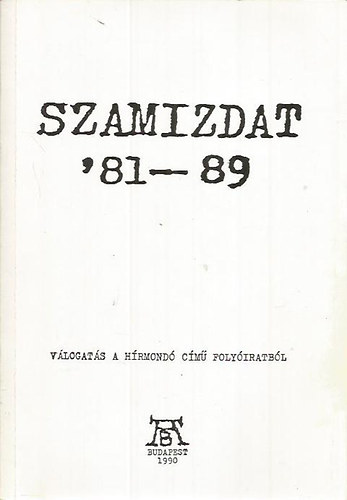 SZAMIZDAT
'81—89
VÁLOGATÁS A HÍRMONDÓ CÍMŰ FOLYÓIRATBÓL
BUDAPEST
1990